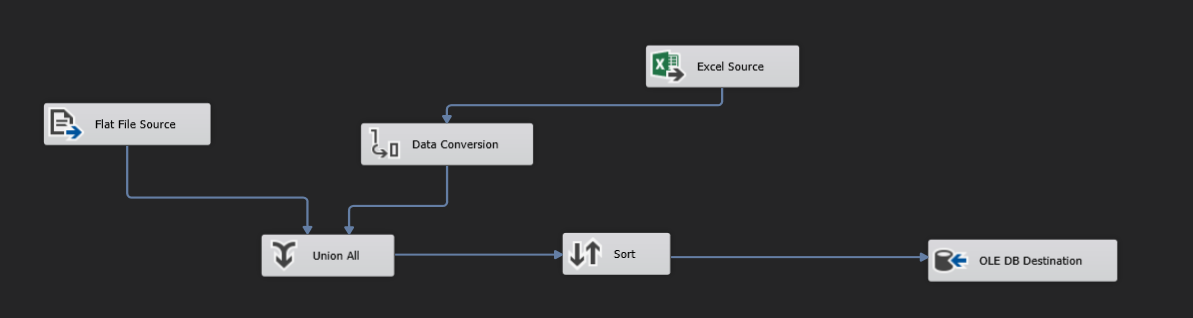 Excel Source
Flat File Source
Data Conversion
Union All
Sort
OLE DB Destination